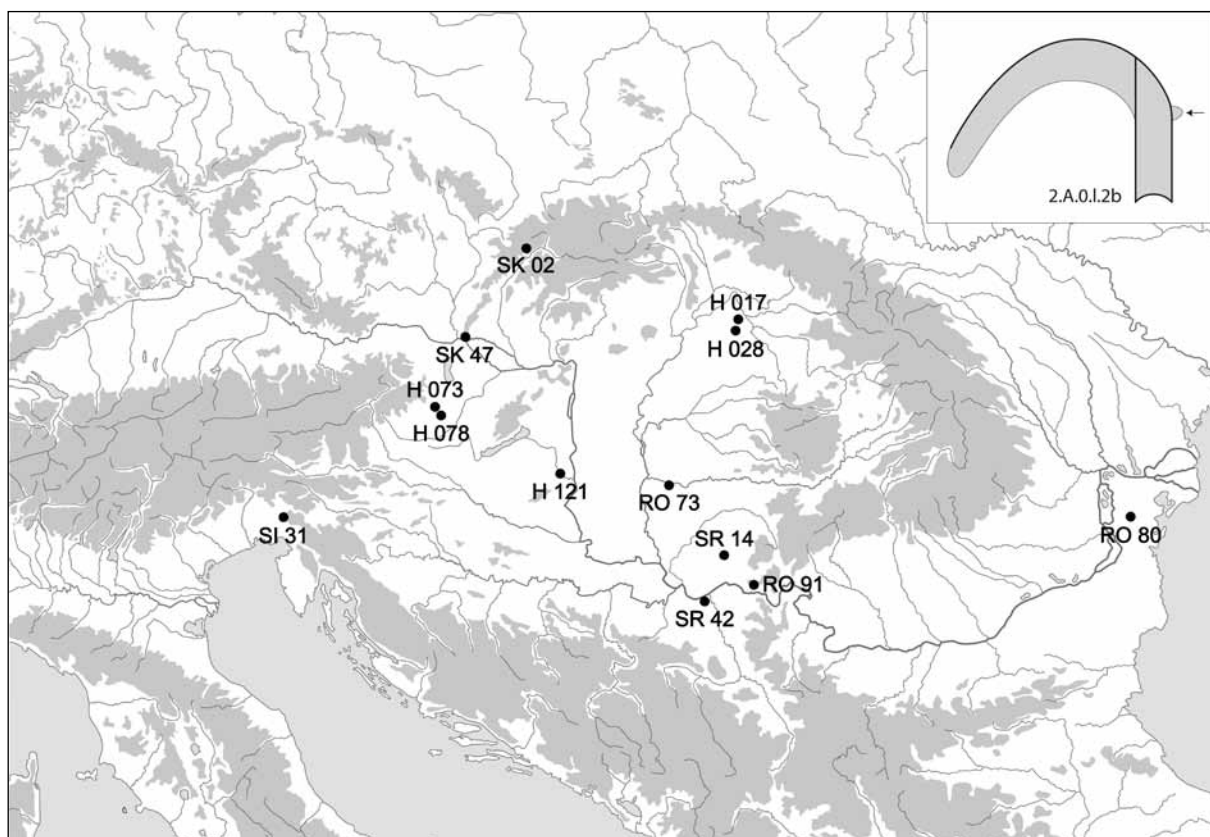 2.A.0.I.2b
SK 02
H 017
H 028
SK 47
H 073
H 078
H 121
RO 73
SI 31
SR 14
RO 80
RO 91
SR 42